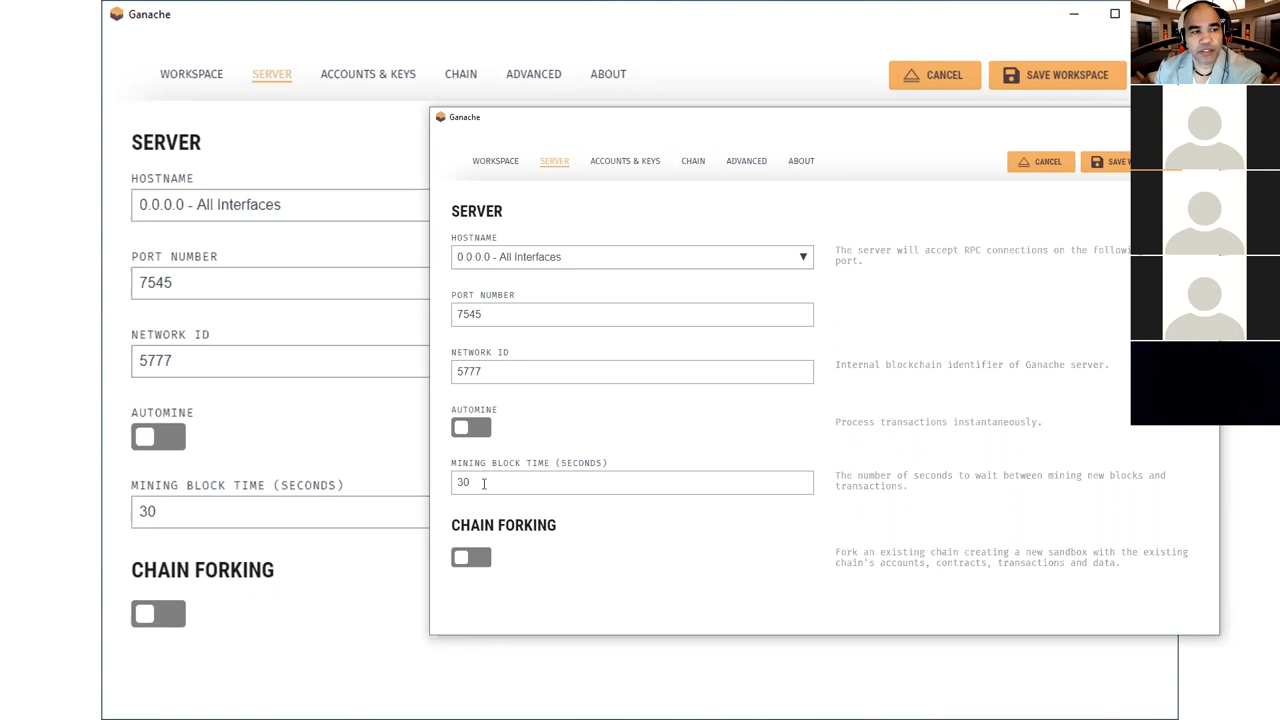 Ganache
WORKSPACE SERVER ACCOUNTS & KEYS CHAIN ADVANCED ABOUT CANCEL SAVE WORKSPACE
SERVER
HOSTNAME
0.0.0.0 - All Interfaces
PORT NUMBER
7545
NETWORK ID
5777
AUTOMINE
MINING BLOCK TIME (SECONDS)
30
CHAIN FORKING
Ganache
WORKSPACE SERVER ACCOUNTS & KEYS CHAIN ADVANCED ABOUT CANCEL SAVE
SERVER
HOSTNAME
0.0.0.0 - All Interfaces
The server will accept RPC connections on the
port.
PORT NUMBER
7545
NETWORK ID
5777
Internal blockchain identifier of Ganache server.
AUTOMINE
Process transactions instantaneously.
MINING BLOCK TIME (SECONDS)
30
The number of seconds to wait between mining new blocks and
transactions.
CHAIN FORKING
Fork an existing chain creating a new sandbox with the existing
chain's accounts, contracts, transactions and data.